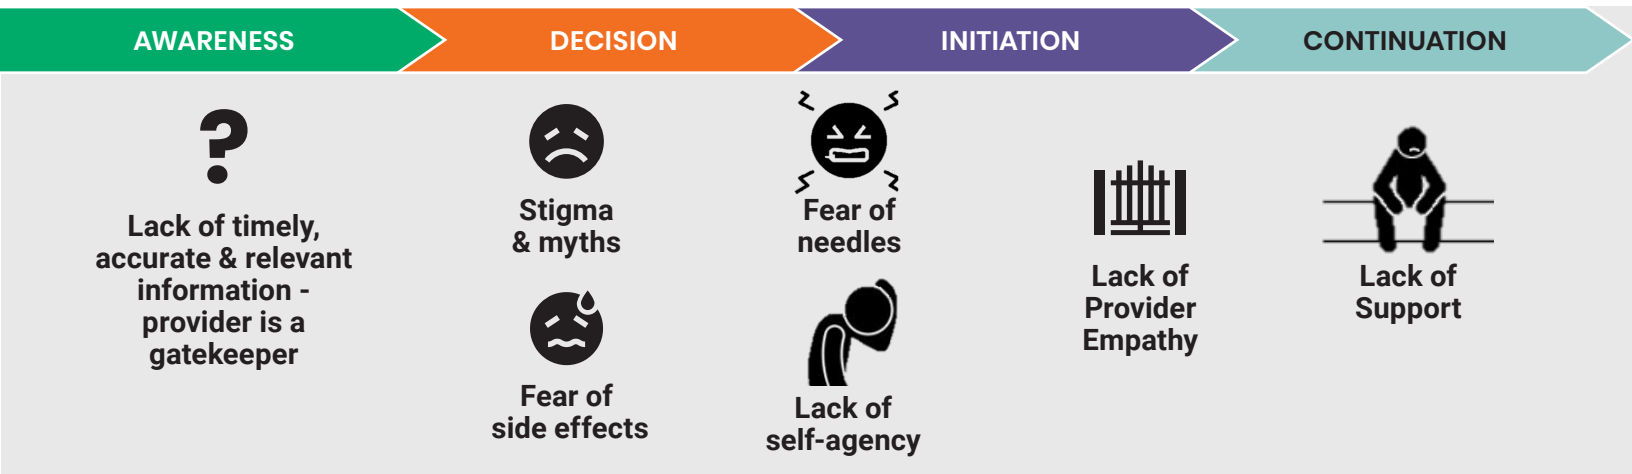 AWARENESS
DECISION
INITIATION
CONTINUATION
Lack of timely,
accurate & relevant
information -
provider is a
gatekeeper
Stigma
& myths
Fear of
side effects
Fear of
needles
Lack of
self-agency
Lack of
Provider
Empathy
Lack of
Support